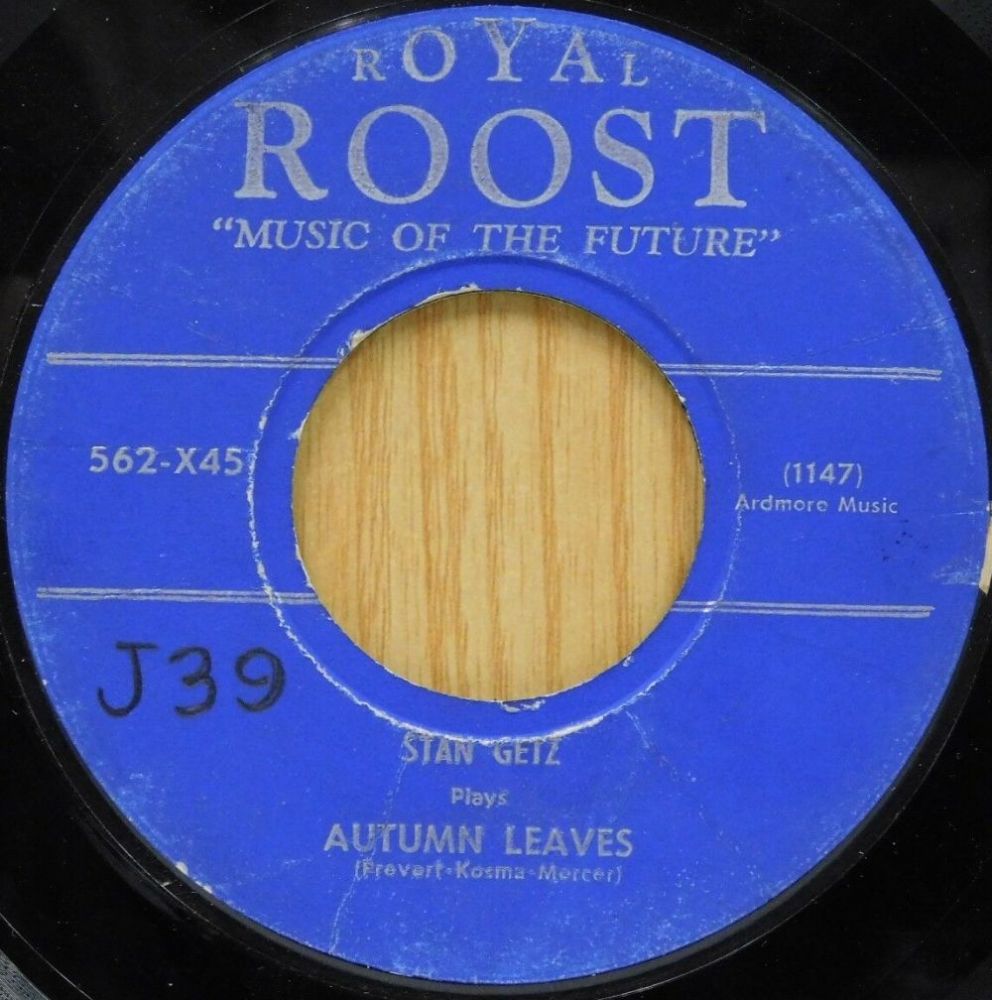 ROYAL
ROOST
“MUSIC OF THE FUTURE”
562-X45
(1147)
Ardmore Music
J39
STAN GETZ
Plays
AUTUMN LEAVES
(Prevert-Kosma-Mercer)